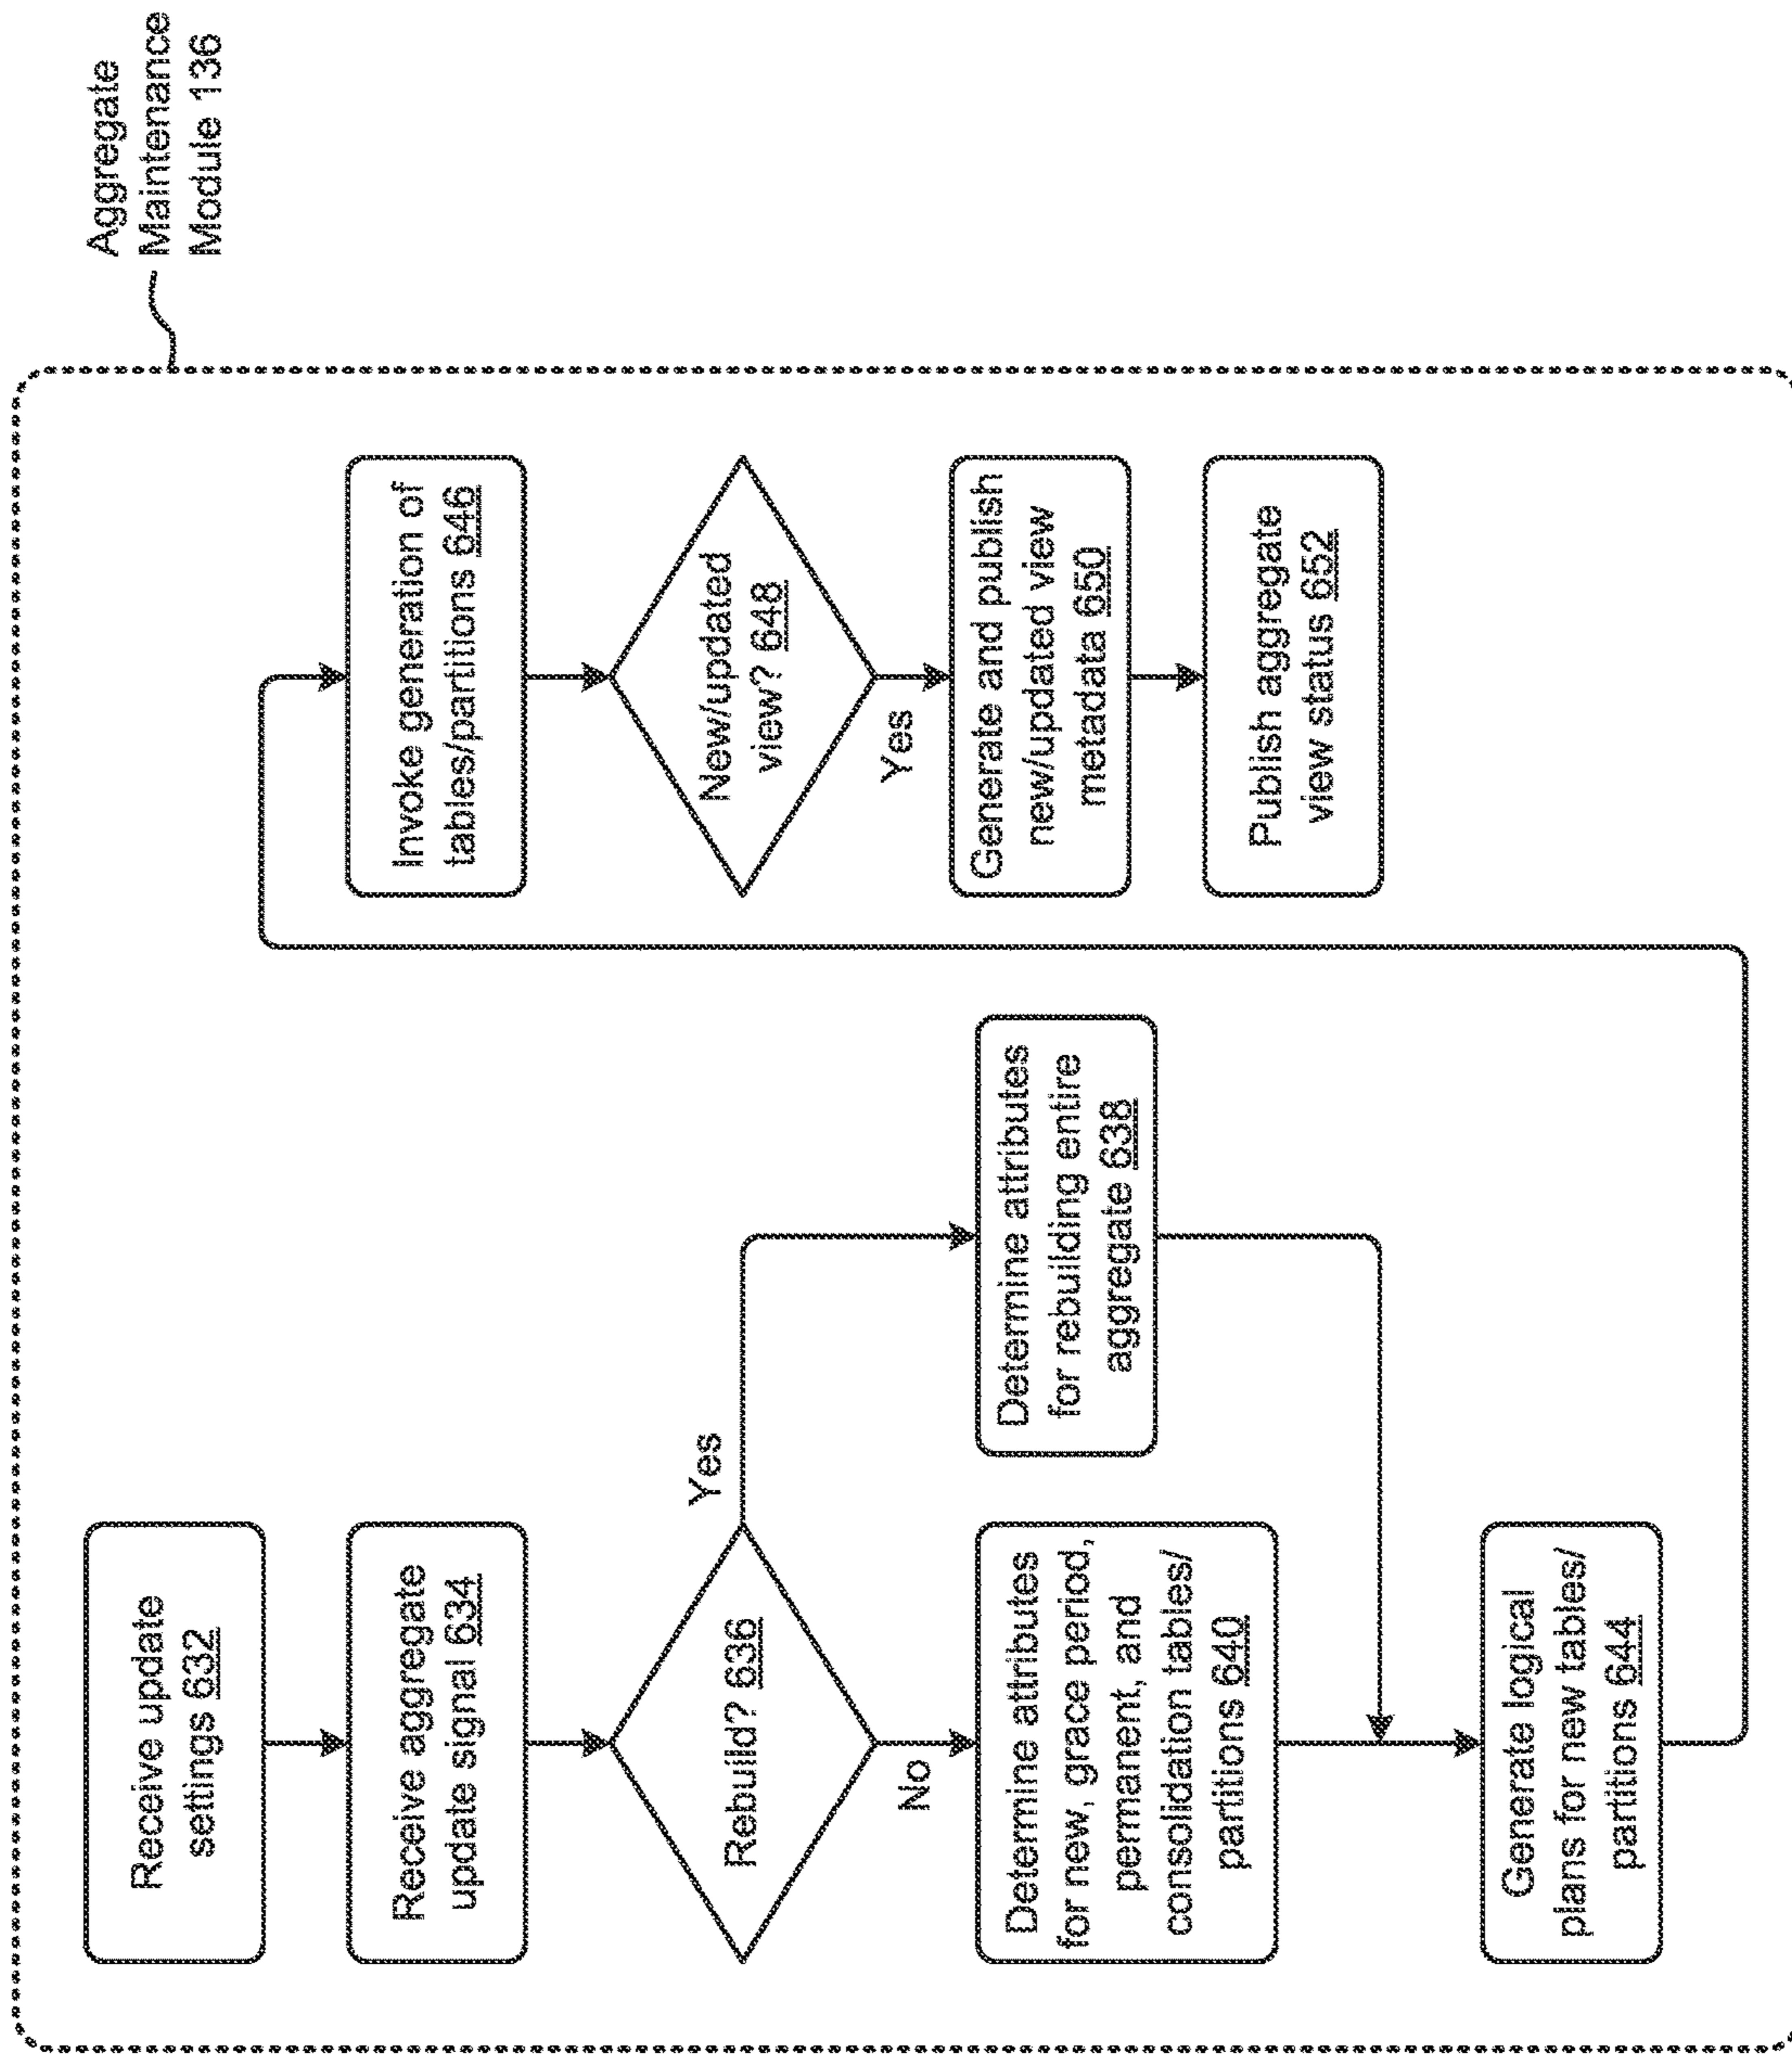 Aggregate
Maintenance
Module 136
Receive update
settings 632
Receive aggregate
update signal 634
Rebuild? 636
Yes
No
Determine attributes
for rebuilding entire
aggregate 638
Determine attributes
for new, grace period,
permanent, and
consolidation tables/
partitions 640
Generate logical
plans for new tables/
partitions 644
Invoke generation of
tables/partitions 646
New/updated
view? 648
Yes
Generate and publish
new/updated view
metadata 650
Publish aggregate
view status 652